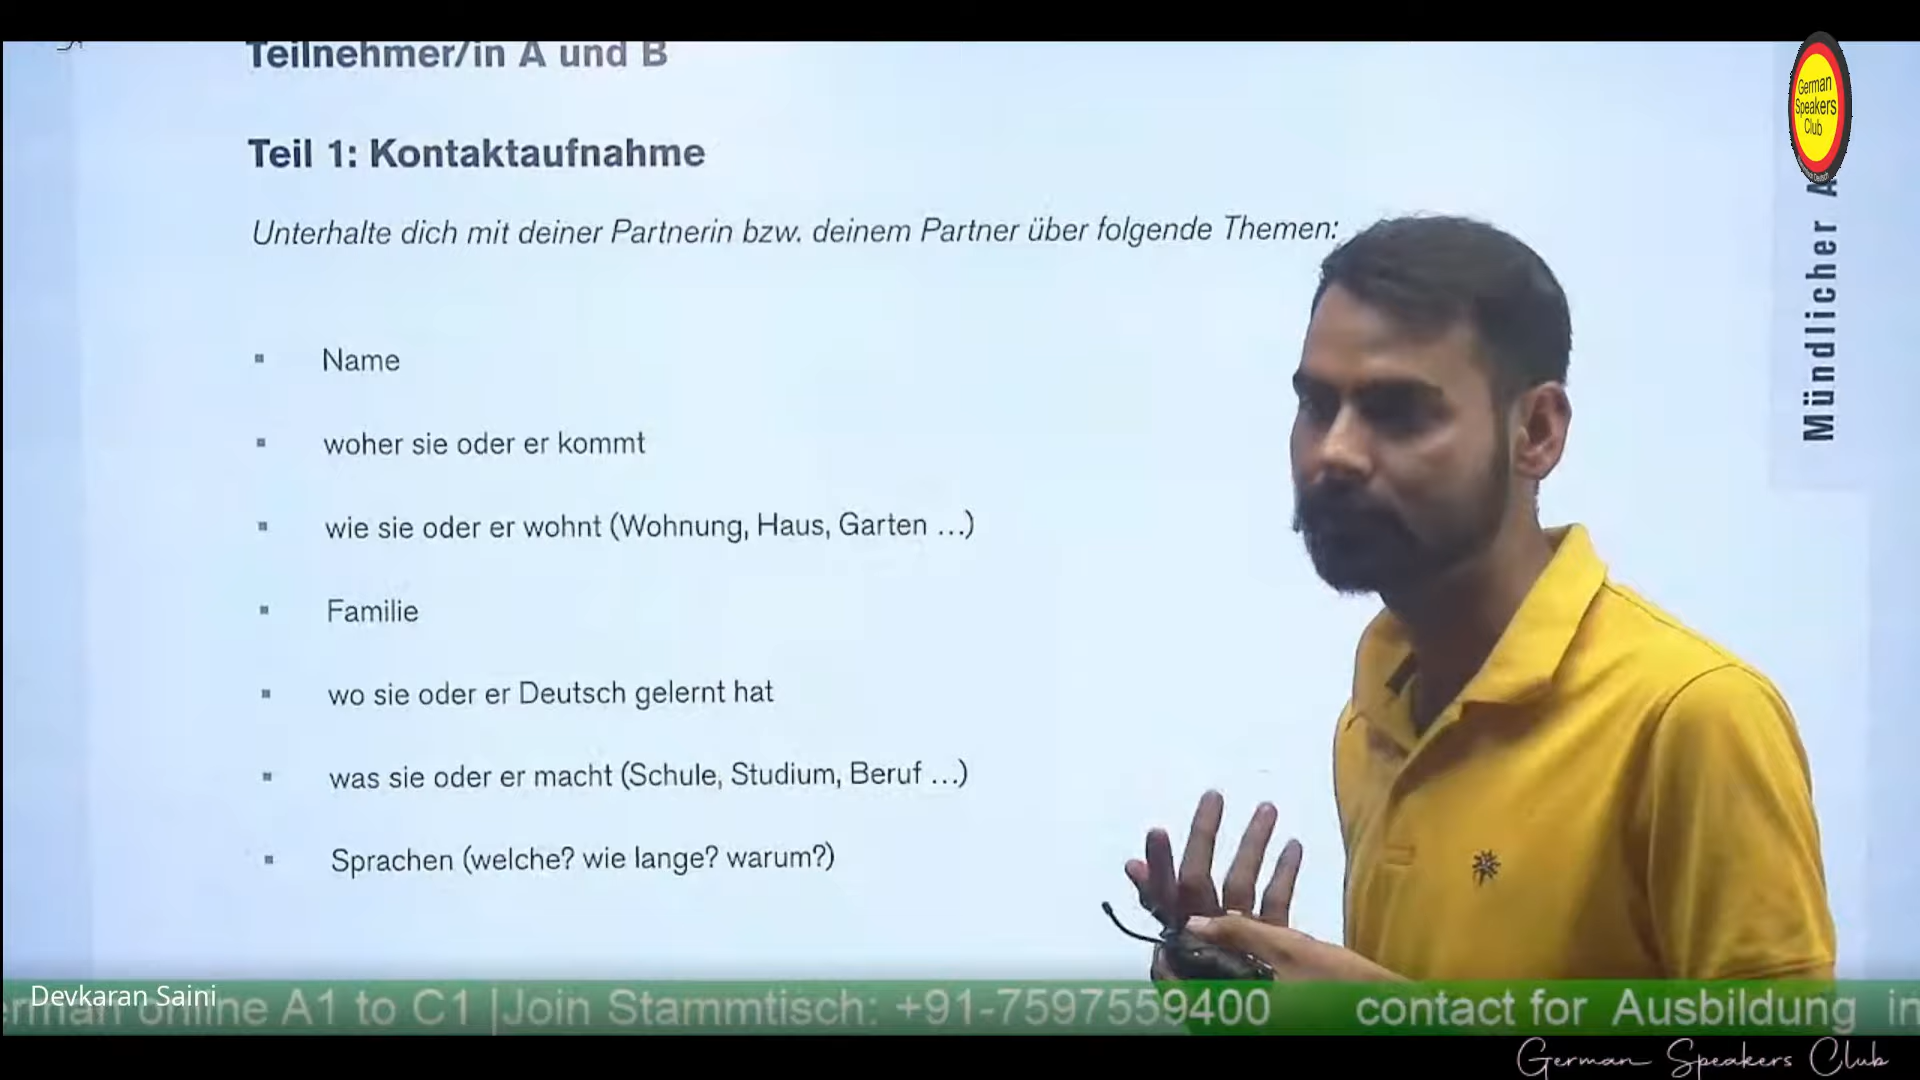 Teilnehmer/in A und B
Teil 1: Kontaktaufnahme
Unterhalte dich mit deiner Partnerin bzw. deinem Partner über folgende Themen:
Name
woher sie oder er kommt
wie sie oder er wohnt (Wohnung, Haus, Garten ...)
Familie
wo sie oder er Deutsch gelernt hat
was sie oder er macht (Schule, Studium, Beruf ...)
Sprachen (welche? wie lange? warum?)
Mündlicher A
German
Speakers
Club
Devkaran Saini
erman online A1 to C1 |Join Stammtisch: +91-7597559400 contact for Ausbildung in
German Speakers Club